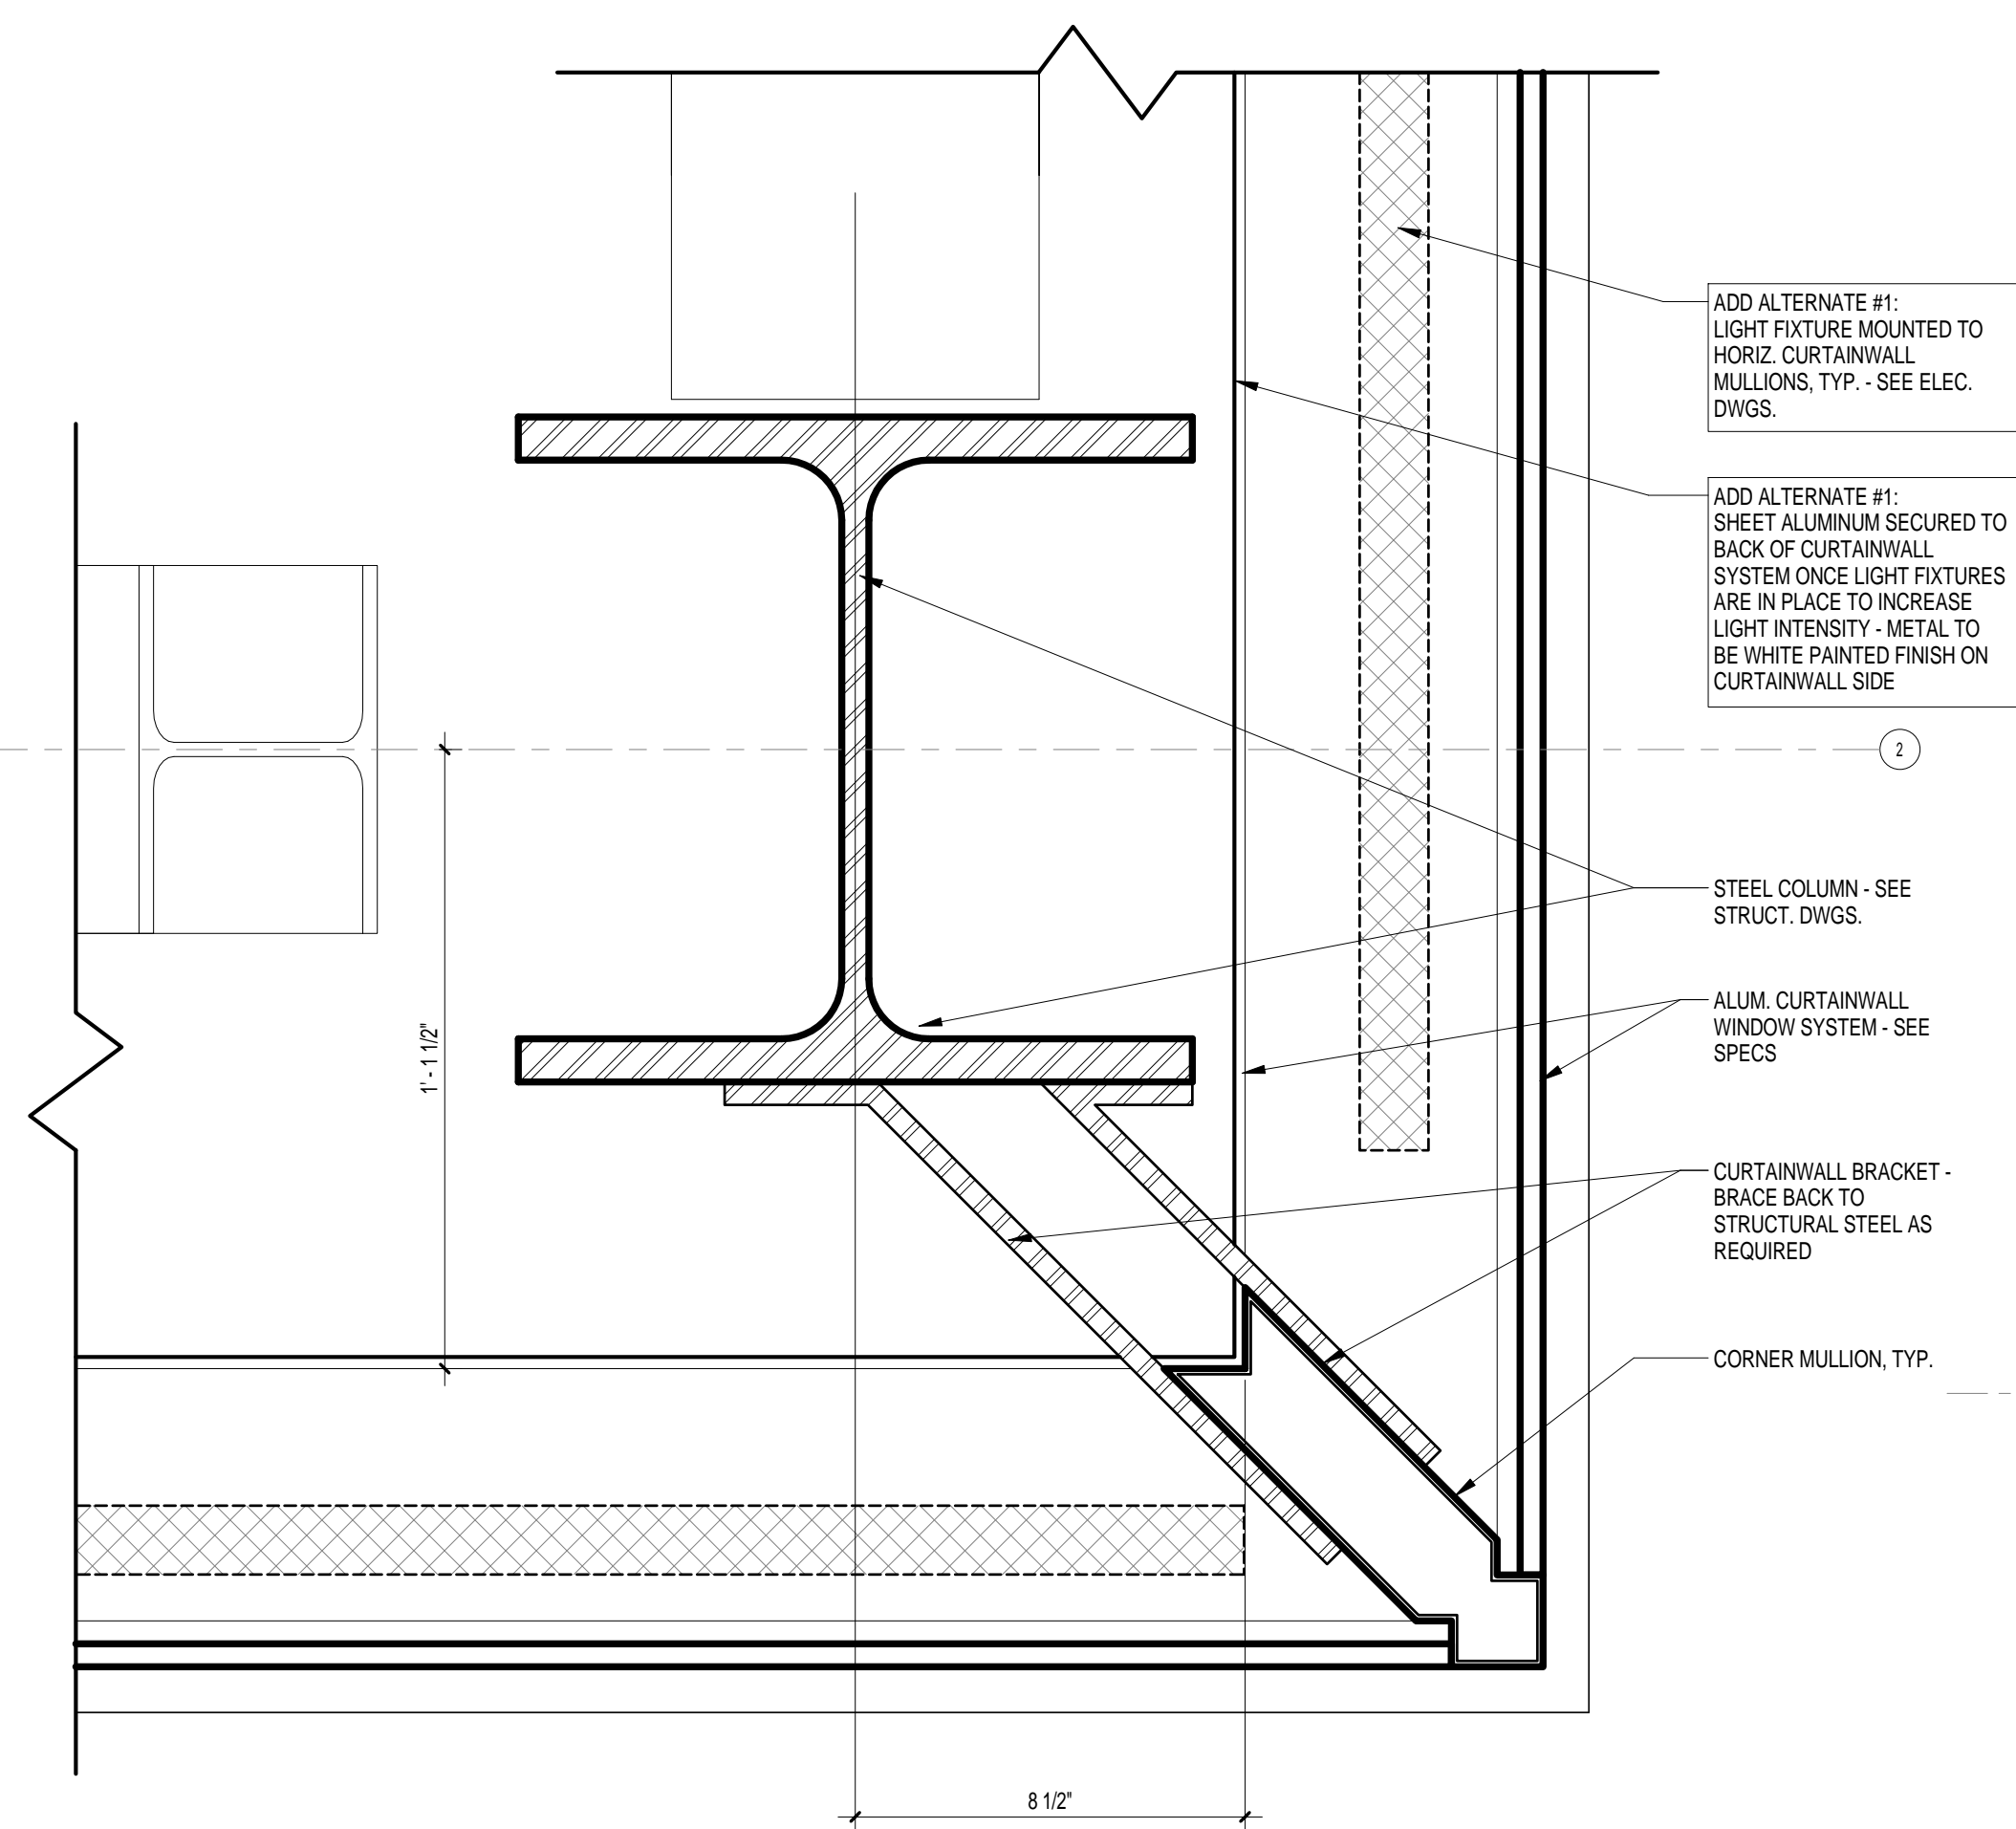 ADD ALTERNATE #1:
LIGHT FIXTURE MOUNTED TO
HORIZ. CURTAINWALL
MULLIONS, TYP. - SEE ELEC.
DWGS.
ADD ALTERNATE #1:
SHEET ALUMINUM SECURED TO
BACK OF CURTAINWALL
SYSTEM ONCE LIGHT FIXTURES
ARE IN PLACE TO INCREASE
LIGHT INTENSITY - METAL TO
BE WHITE PAINTED FINISH ON
CURTAINWALL SIDE
2
STEEL COLUMN - SEE
STRUCT. DWGS.
ALUM. CURTAINWALL
WINDOW SYSTEM - SEE
SPECS
1' - 1 1/2"
CURTAINWALL BRACKET -
BRACE BACK TO
STRUCTURAL STEEL AS
REQUIRED
CORNER MULLION, TYP.
8 1/2"